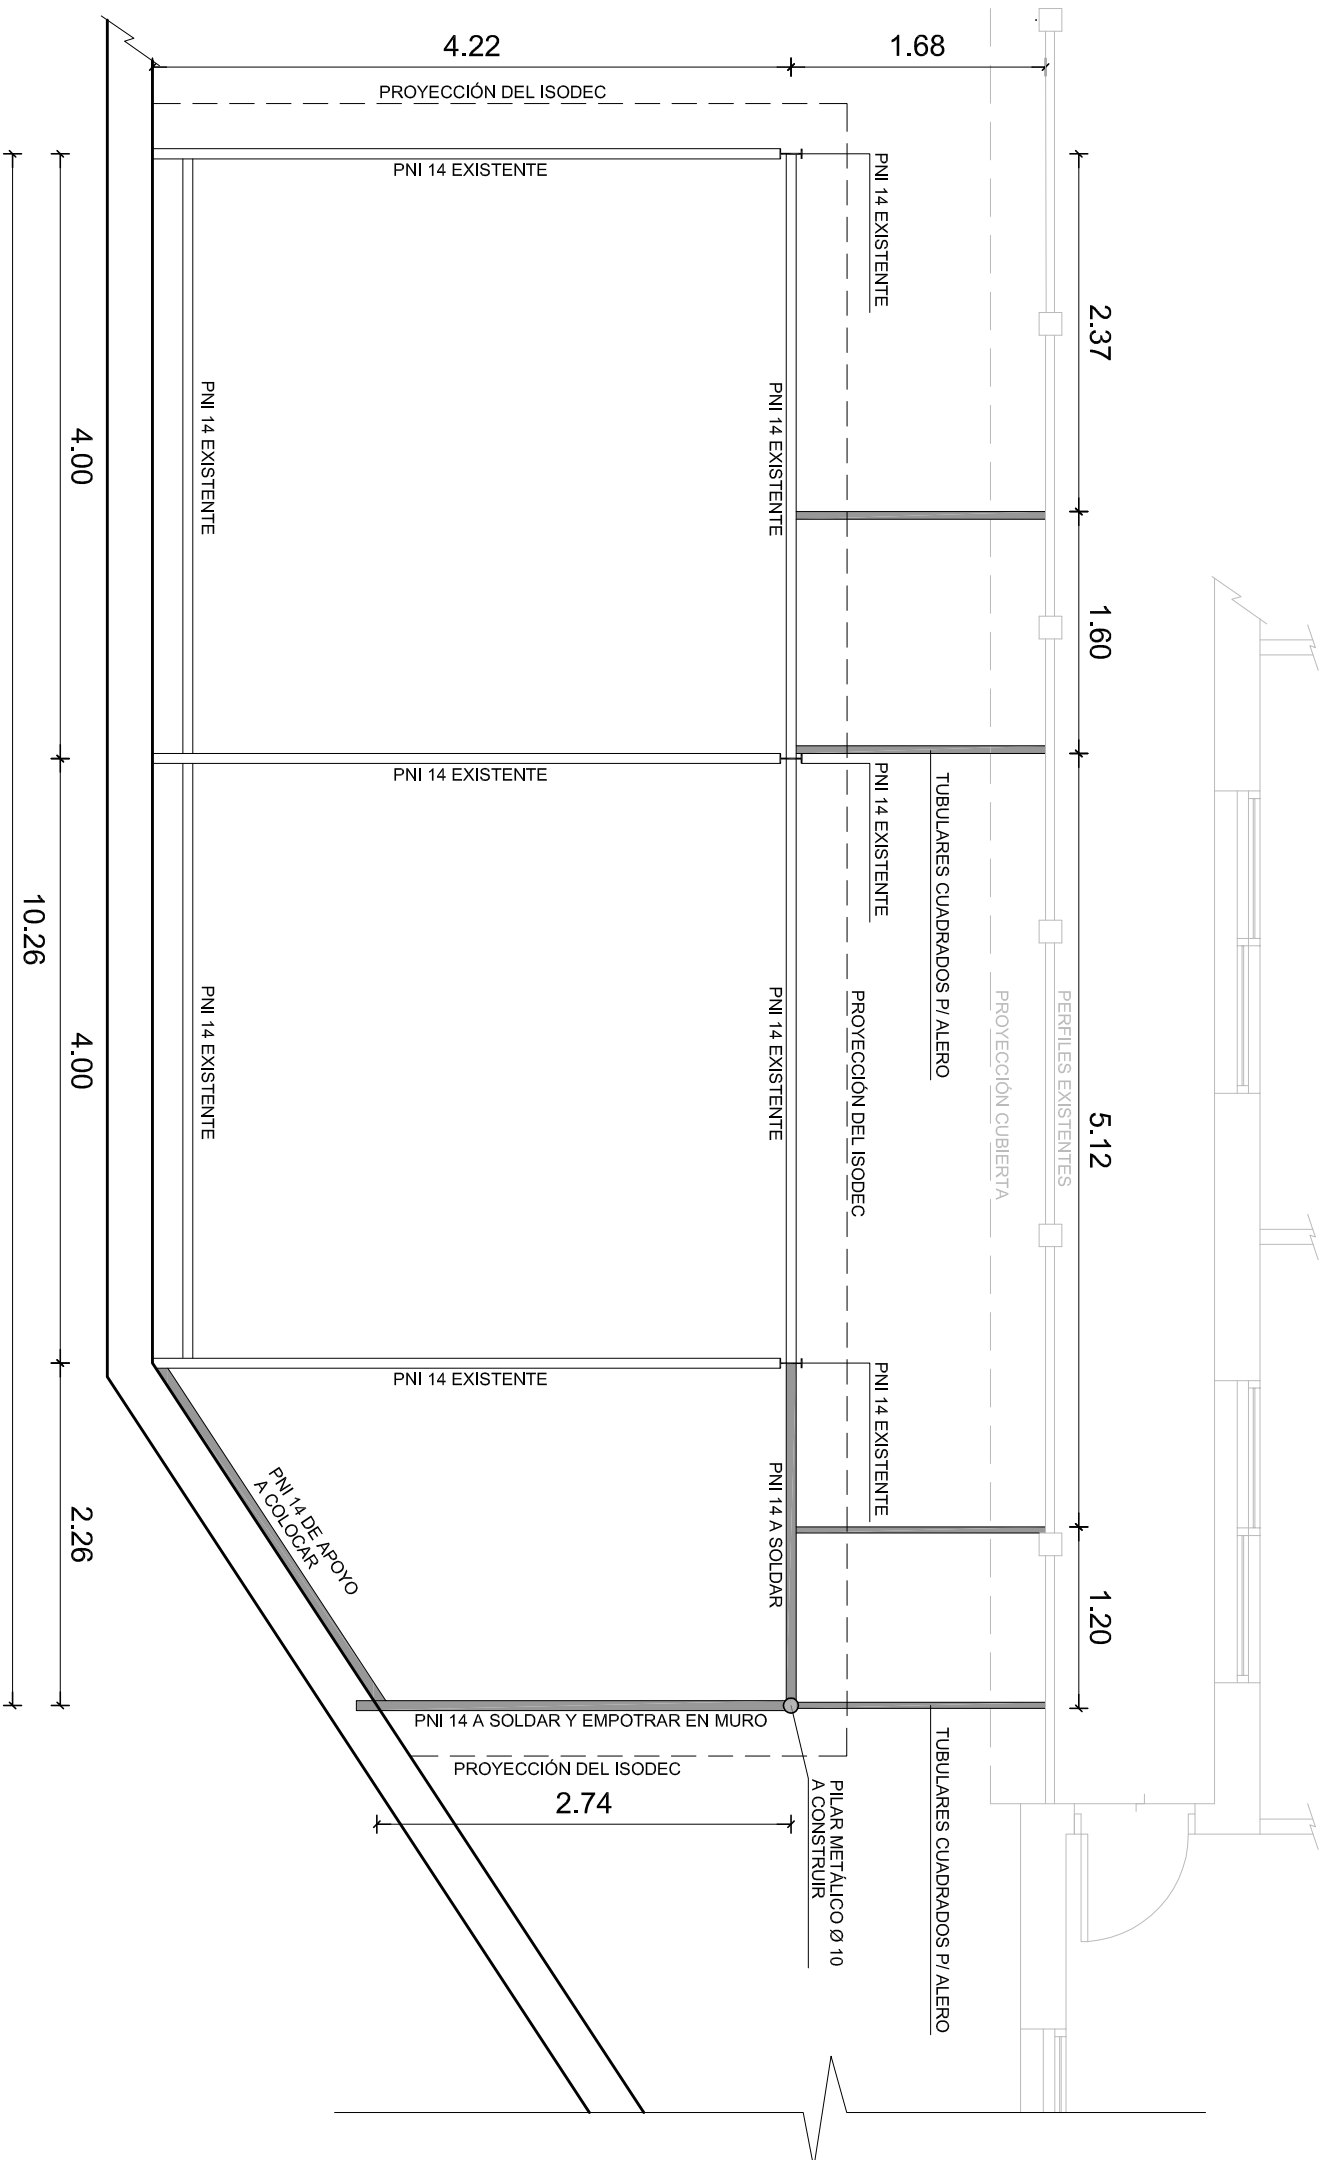 4.22
1.68
PROYECCIÓN DEL ISODEC
PNI 14 EXISTENTE
PNI 14 EXISTENTE
2.37
PNI 14 EXISTENTE
PNI 14 EXISTENTE
4.00
1.60
PNI 14 EXISTENTE
PNI 14 EXISTENTE
TUBULARES CUADRADOS P/ ALERO
10.26
PNI 14 EXISTENTE
PNI 14 EXISTENTE
PROYECCIÓN DEL ISODEC
PROYECCIÓN CUBIERTA
PERFILES EXISTENTES
4.00
5.12
PNI 14 EXISTENTE
PNI 14 EXISTENTE
PNI 14 DE APOYO
A COLOCAR
PNI 14 A SOLDAR
2.26
1.20
PNI 14 A SOLDAR Y EMPOTRAR EN MURO
PROYECCIÓN DEL ISODEC
2.74
PILAR METÁLICO Ø 10
A CONSTRUIR
TUBULARES CUADRADOS P/ ALERO